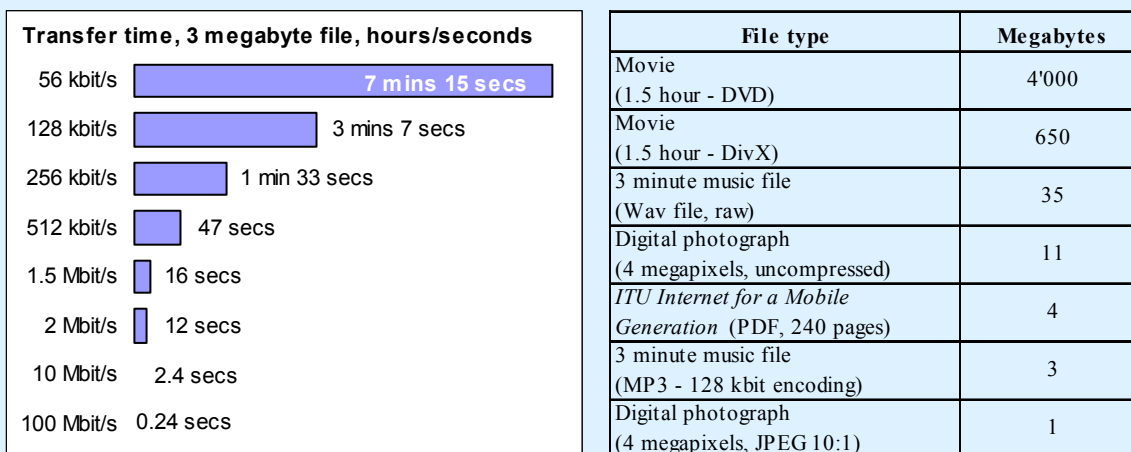 Transfer time, 3 megabyte file, hours/seconds
56 kbit/s 7 mins 15 secs
128 kbit/s 3 mins 7 secs
256 kbit/s 1 min 33 secs
512 kbit/s 47 secs
1.5 Mbit/s 16 secs
2 Mbit/s 12 secs
10 Mbit/s 2.4 secs
100 Mbit/s 0.24 secs
File type Megabytes
Movie
(1.5 hour - DVD) 4'000
Movie
(1.5 hour - DivX) 650
3 minute music file
(Wav file, raw) 35
Digital photograph
(4 megapixels, uncompressed) 11
ITU Internet for a Mobile
Generation (PDF, 240 pages) 4
3 minute music file
(MP3 - 128 kbit encoding) 3
Digital photograph
(4 megapixels, JPEG 10:1) 1